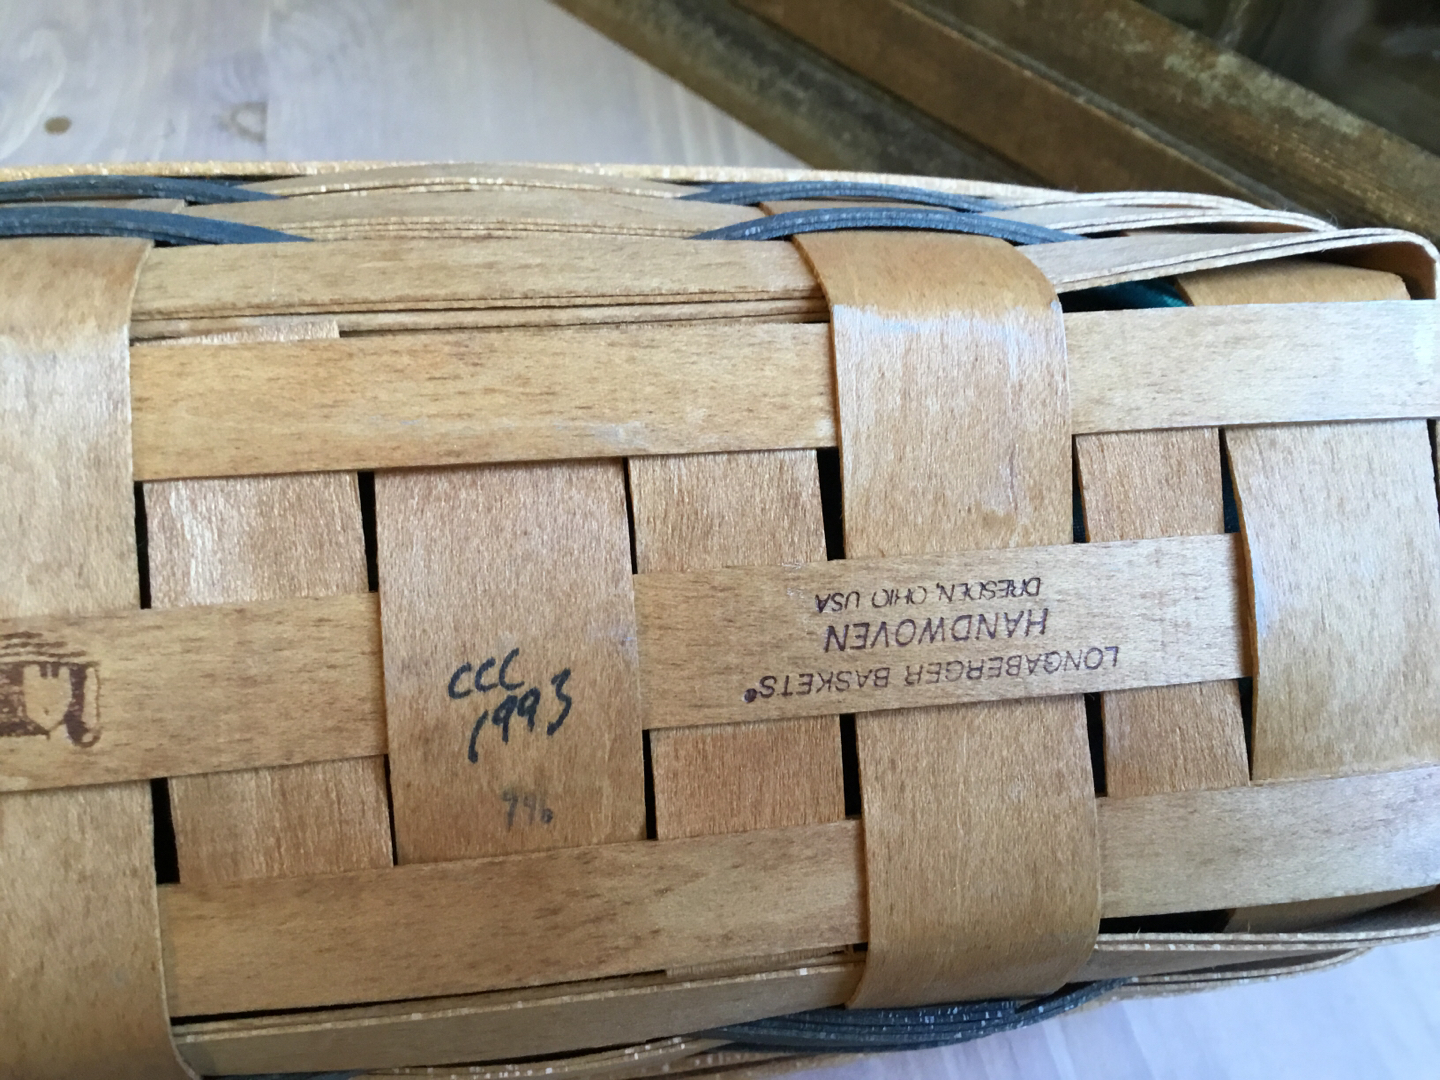 LONGABERGER BASKETS®
HANDWOVEN
DRESDEN, OHIO USA
CCC
1993